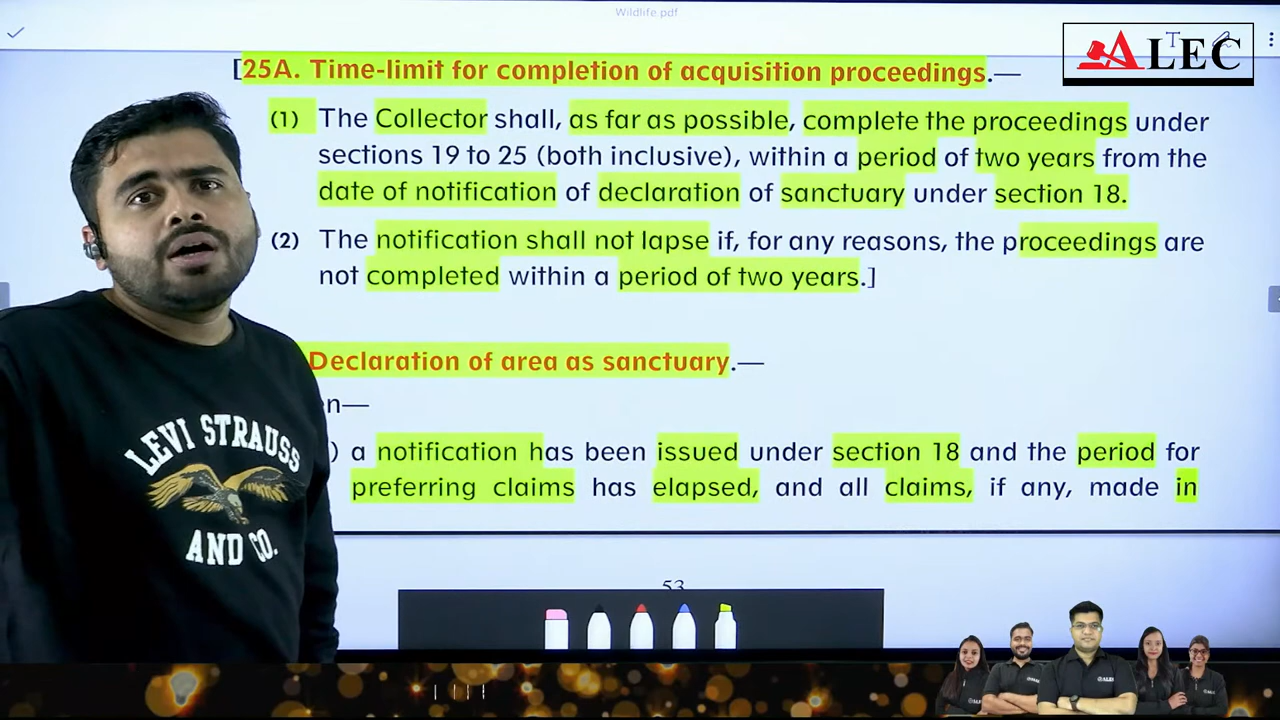 Wildlife.pdf
ALEC
[25A. Time-limit for completion of acquisition proceedings.—
(1) The Collector shall, as far as possible, complete the proceedings under
sections 19 to 25 (both inclusive), within a period of two years from the
date of notification of declaration of sanctuary under section 18.
(2) The notification shall not lapse if, for any reasons, the proceedings are
not completed within a period of two years.]
Declaration of area as sanctuary.—
n—
) a notification has been issued under section 18 and the period for
preferring claims has elapsed, and all claims, if any, made in
53
LEVI STRAUSS
AND CO.